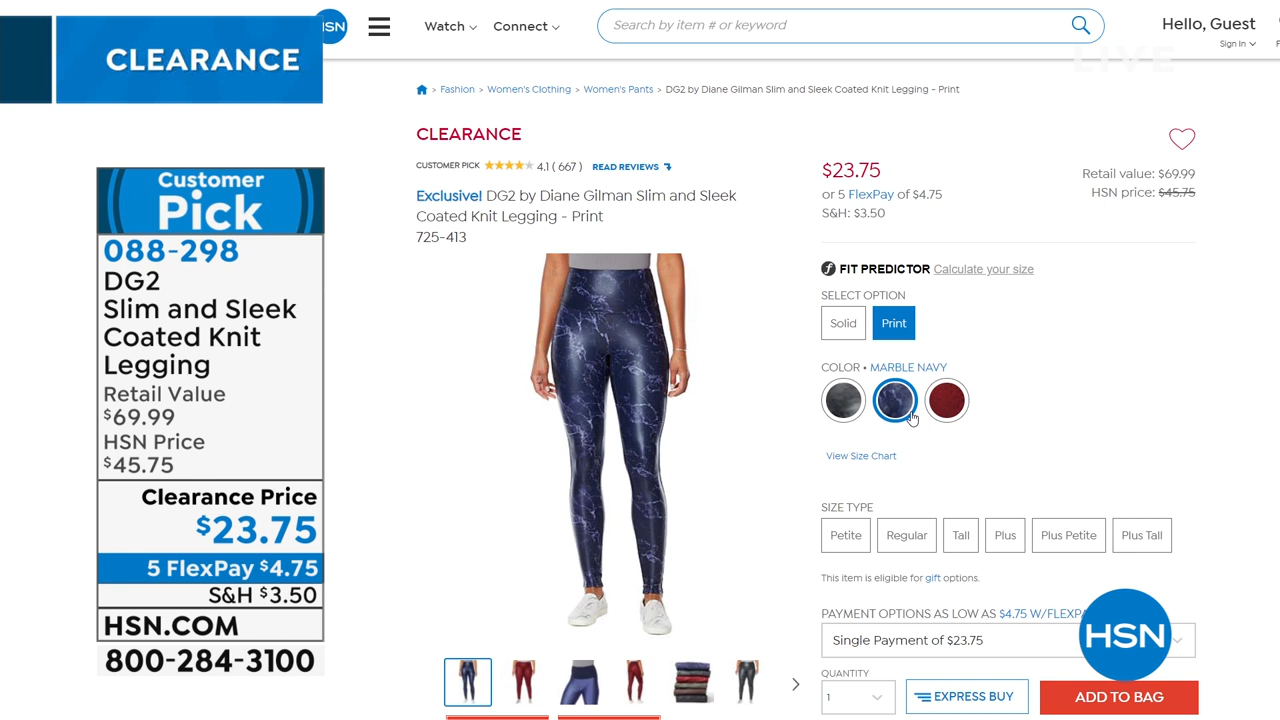 CLEARANCE
HSN
Watch
Connect
Search by item # or keyword
Hello, Guest
Sign In
LIVE
Fashion > Women's Clothing > Women's Pants > DG2 by Diane Gilman Slim and Sleek Coated Knit Legging - Print
Customer
Pick
088-298
DG2
Slim and Sleek
Coated Knit
Legging
Retail Value
$69.99
HSN Price
$45.75
Clearance Price
$23.75
5 FlexPay $4.75
S&H $3.50
HSN.COM
800-284-3100
CLEARANCE
CUSTOMER PICK 4.1 ( 667 ) READ REVIEWS
Exclusive! DG2 by Diane Gilman Slim and Sleek
Coated Knit Legging - Print
725-413
$23.75
or 5 FlexPay of $4.75
S&H: $3.50
Retail value: $69.99
HSN price: $45.75
FIT PREDICTOR Calculate your size
SELECT OPTION
Solid
Print
COLOR • MARBLE NAVY
View Size Chart
SIZE TYPE
Petite
Regular
Tall
Plus
Plus Petite
Plus Tall
This item is eligible for gift options.
PAYMENT OPTIONS AS LOW AS $4.75 W/FLEXPA
Single Payment of $23.75
HSN
QUANTITY
1
EXPRESS BUY
ADD TO BAG